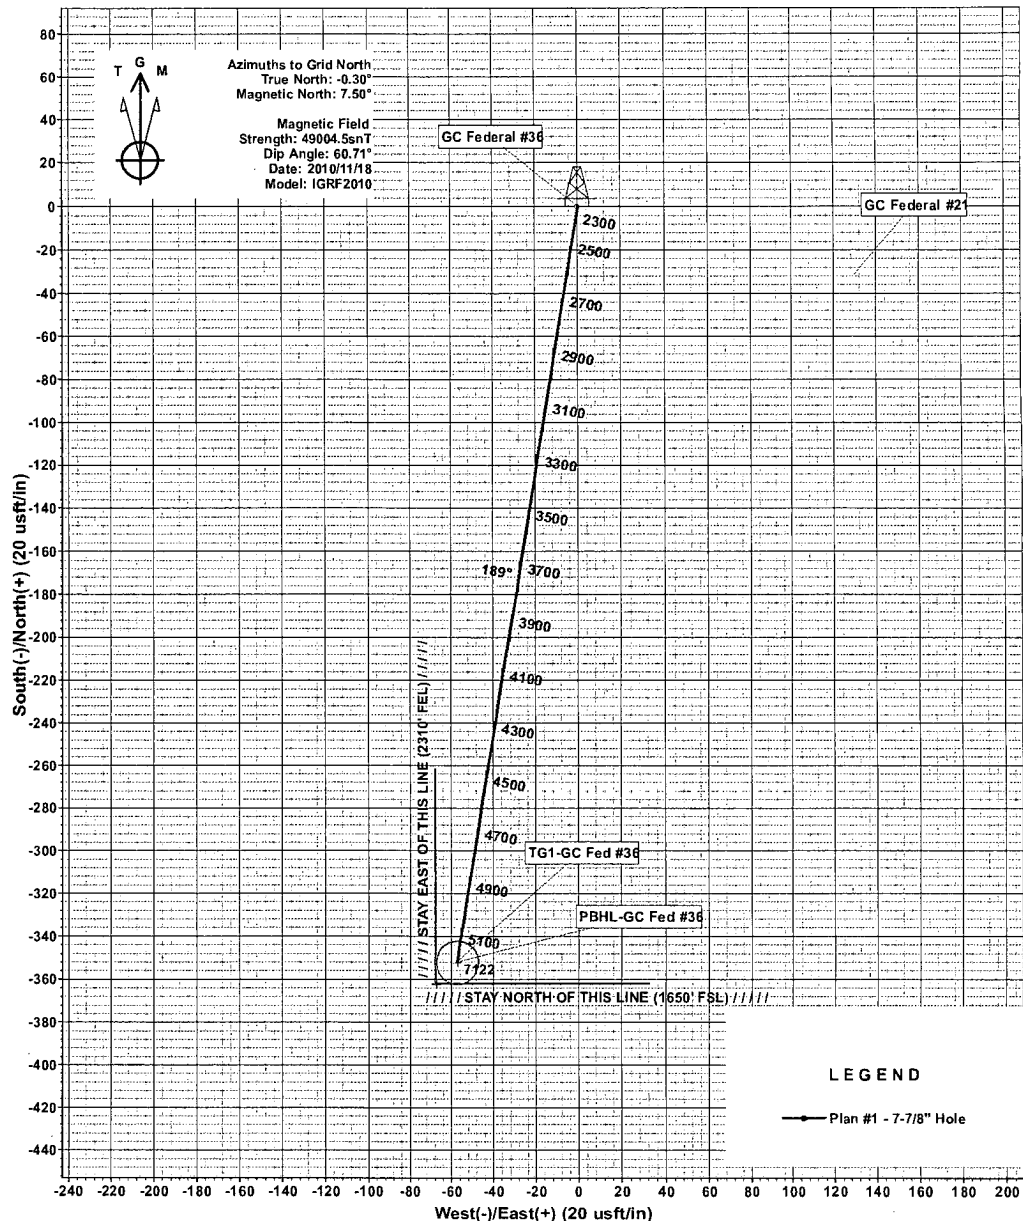 T G M
Azimuths to Grid North
True North: -0.30°
Magnetic North: 7.50°
Magnetic Field
Strength: 49004.5snT
Dip Angle: 60.71°
Date: 2010/11/18
Model: IGRF2010
80
60
40
20
0
-20
-40
-60
-80
-100
-120
-140
-160
-180
-200
-220
-240
-260
-280
-300
-320
-340
-360
-380
-400
-420
-440
South(-)/North(+) (20 usft/in)
GC Federal #36
GC Federal #21
2300
2500
2700
2900
3100
3300
3500
189°
3700
3900
4100
4300
4500
4700
4900
5100
7122
TG1-GC Fed #36
PBHL-GC Fed #36
/ / / / / STAY EAST OF THIS LINE (2310' FEL) / / / / /
/ / / / / STAY NORTH OF THIS LINE (1650' FSL) / / / / /
LEGEND
Plan #1 - 7-7/8" Hole
-240 -220 -200 -180 -160 -140 -120 -100 -80 -60 -40 -20 0 20 40 60 80 100 120 140 160 180 200
West(-)/East(+) (20 usft/in)